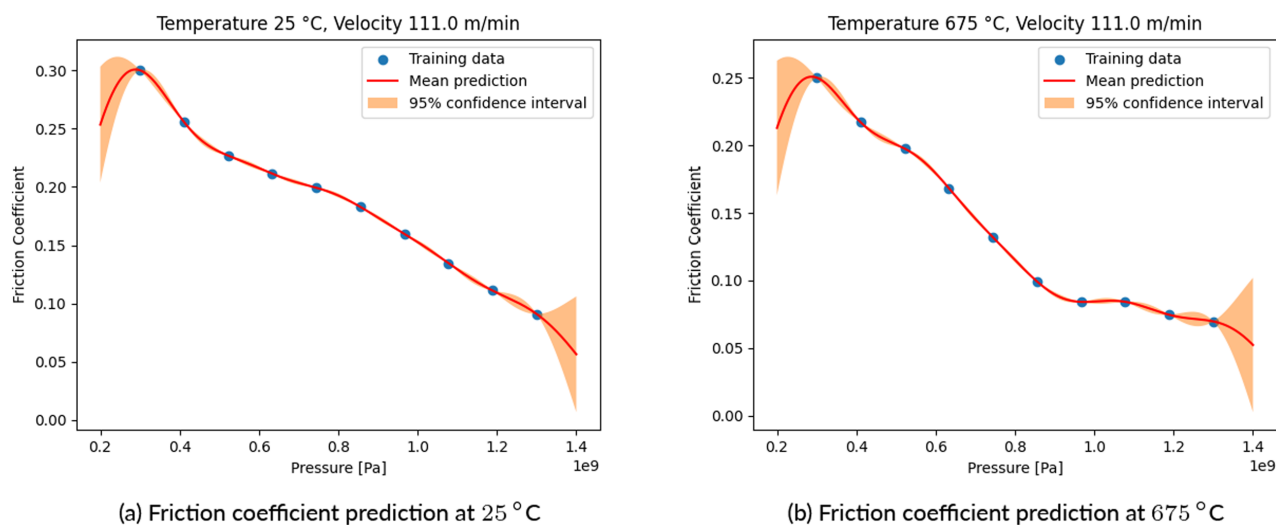 Temperature 25 °C, Velocity 111.0 m/min
Training data
Mean prediction
95% confidence interval
Friction Coefficient
0.30
0.25
0.20
0.15
0.10
0.05
0.00
0.2 0.4 0.6 0.8 1.0 1.2 1.4
1e9
Pressure [Pa]
(a) Friction coefficient prediction at 25 °C
Temperature 675 °C, Velocity 111.0 m/min
Training data
Mean prediction
95% confidence interval
Friction Coefficient
0.25
0.20
0.15
0.10
0.05
0.00
0.2 0.4 0.6 0.8 1.0 1.2 1.4
1e9
Pressure [Pa]
(b) Friction coefficient prediction at 675 °C